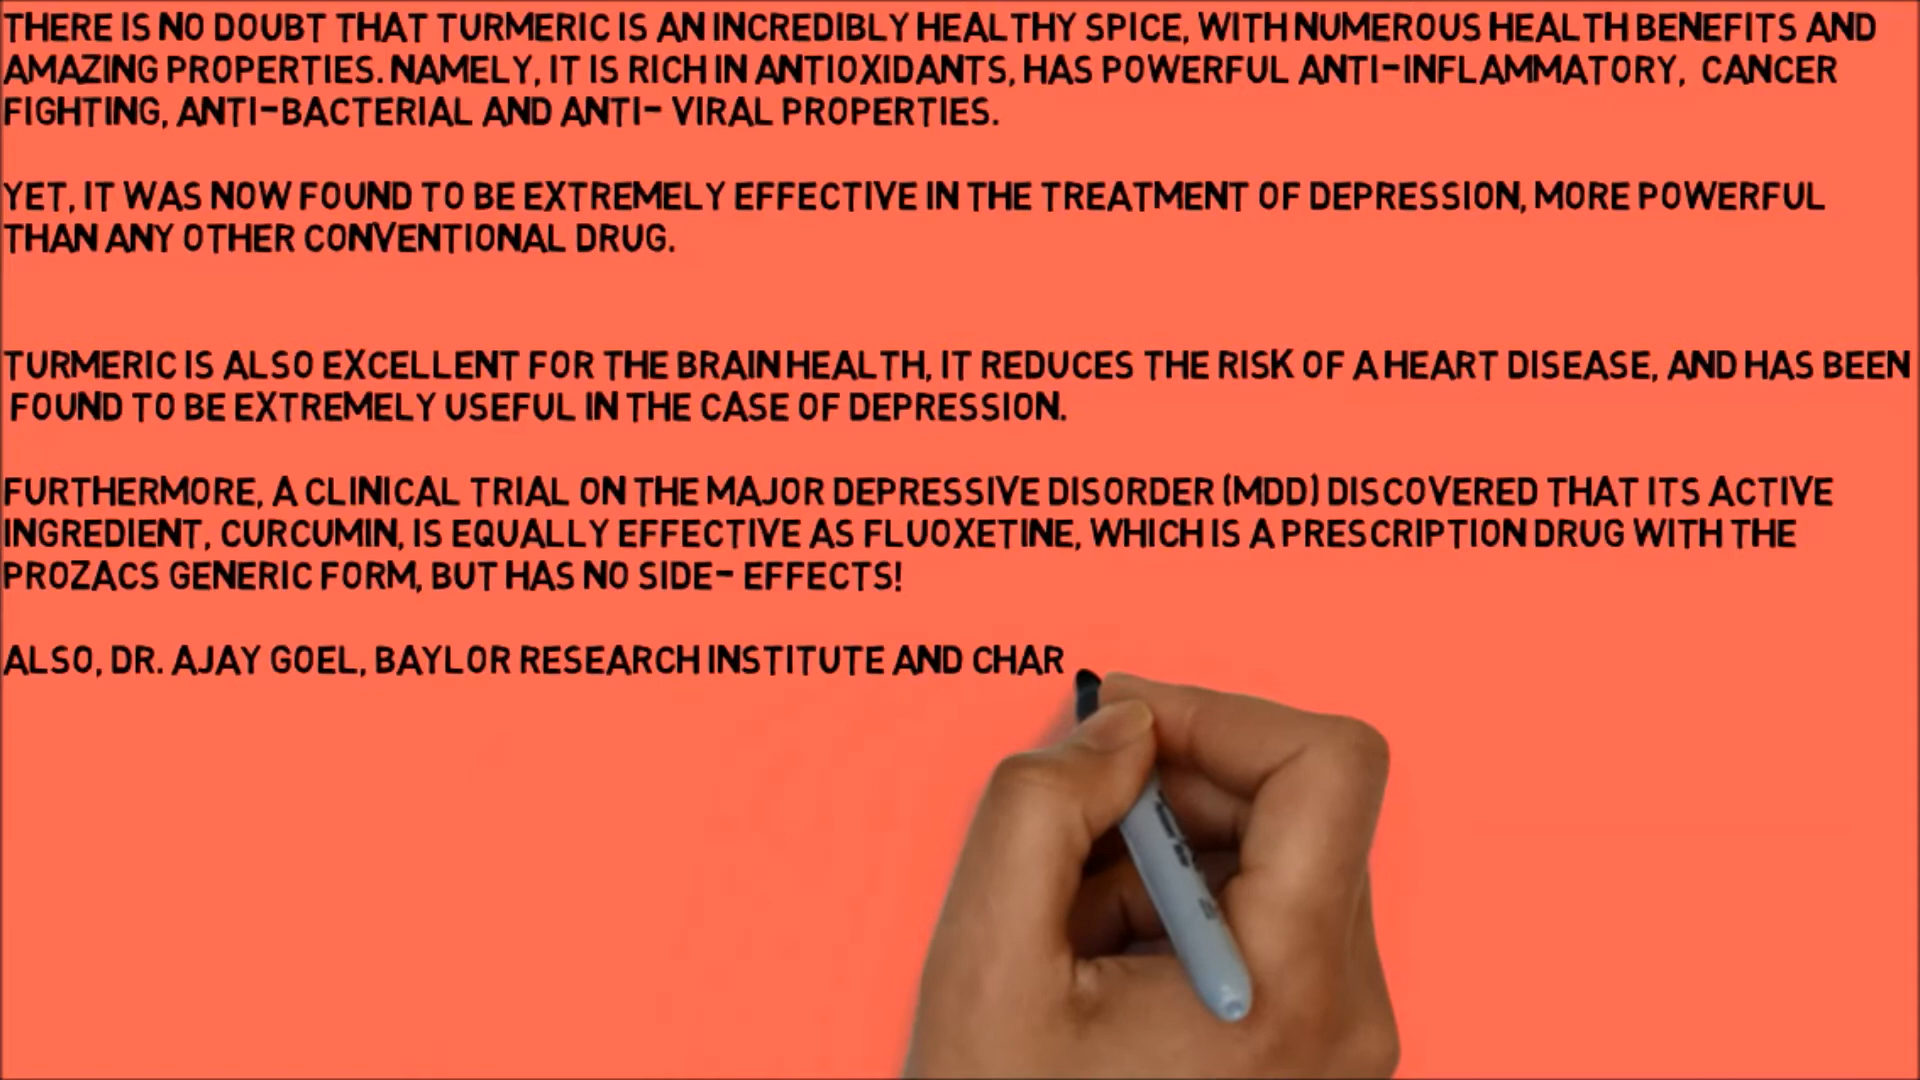 THERE IS NO DOUBT THAT TURMERIC IS AN INCREDIBLY HEALTHY SPICE, WITH NUMEROUS HEALTH BENEFITS AND
AMAZING PROPERTIES. NAMELY, IT IS RICH IN ANTIOXIDANTS, HAS POWERFUL ANTI-INFLAMMATORY, CANCER
FIGHTING, ANTI-BACTERIAL AND ANTI- VIRAL PROPERTIES.
YET, IT WAS NOW FOUND TO BE EXTREMELY EFFECTIVE IN THE TREATMENT OF DEPRESSION, MORE POWERFUL
THAN ANY OTHER CONVENTIONAL DRUG.
TURMERIC IS ALSO EXCELLENT FOR THE BRAIN HEALTH, IT REDUCES THE RISK OF A HEART DISEASE, AND HAS BEEN
FOUND TO BE EXTREMELY USEFUL IN THE CASE OF DEPRESSION.
FURTHERMORE, A CLINICAL TRIAL ON THE MAJOR DEPRESSIVE DISORDER (MDD) DISCOVERED THAT ITS ACTIVE
INGREDIENT, CURCUMIN, IS EQUALLY EFFECTIVE AS FLUOXETINE, WHICH IS A PRESCRIPTION DRUG WITH THE
PROZACS GENERIC FORM, BUT HAS NO SIDE- EFFECTS!
ALSO, DR. AJAY GOEL, BAYLOR RESEARCH INSTITUTE AND CHAR